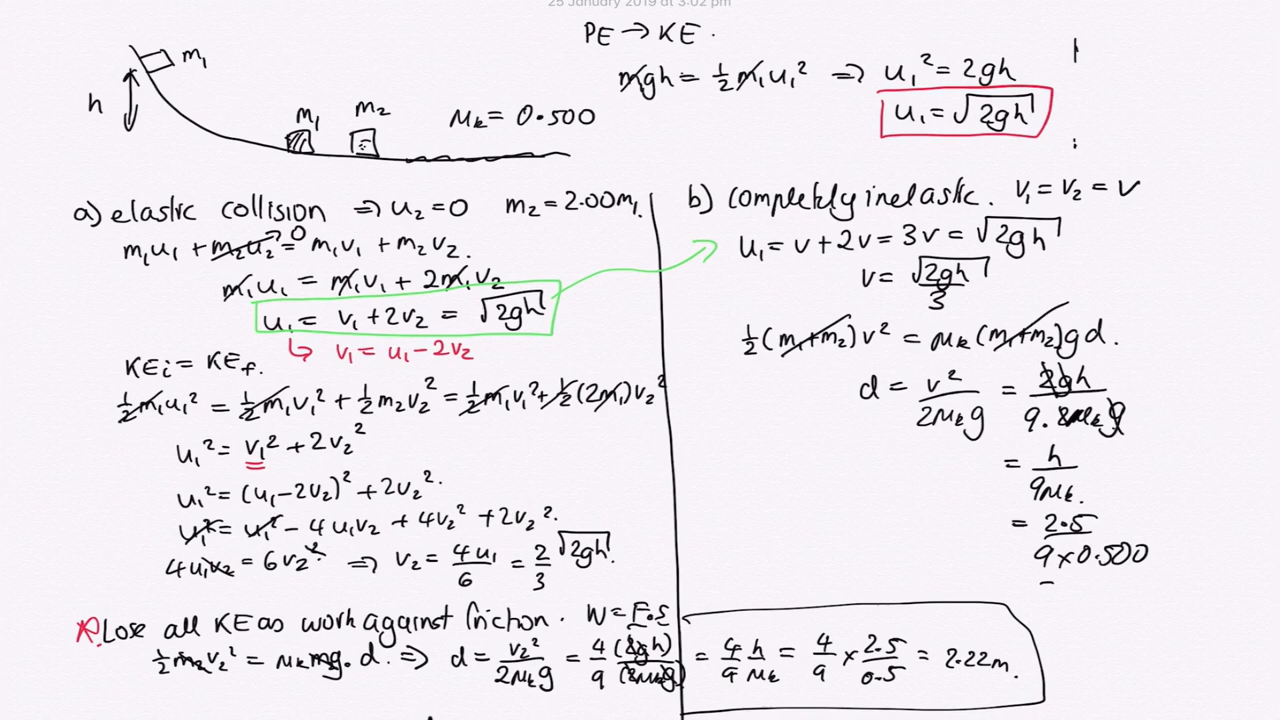 25 January 2019 at 3:02 pm
PE → KE.
mgh = ½m₁u₁² ⇒ u₁² = 2gh
u₁ = √2gh
m₁
h
m₁
m₂
μₖ = 0.500
a) elastic collision ⇒ u₂=0 m₂ = 2.00m₁.
m₁u₁ + m₂u₂ = m₁v₁ + m₂v₂.
0
m₁u₁ = m₁v₁ + 2m₁v₂
u₁ = v₁ + 2v₂ = √2gh
↳ v₁ = u₁ - 2v₂
KEi = KEf.
½m₁u₁² = ½m₁v₁² + ½m₂v₂² = ½m₁v₁² + ½(2m₁)v₂²
u₁² = v₁² + 2v₂²
u₁² = (u₁-2v₂)² + 2v₂².
u₁² = u₁² - 4u₁v₂ + 4v₂² + 2v₂².
4u₁v₂ = 6v₂² ⇒ v₂ = 4u₁/6 = 2/3 √2gh.
Lose all KE as work against friction. W = F.s
½m₂v₂² = μₖmg.d. ⇒ d = v₂²/2μₖg = 4/9 (2gh)/(2μₖg) = 4/9 h/μₖ = 4/9 × 2.5/0.5 = 2.22m.
b) completely inelastic. v₁ = v₂ = v
u₁ = v + 2v = 3v = √2gh
v = √2gh/3
½(m₁+m₂)v² = μₖ(m₁+m₂)gd.
d = v²/2μₖg = 2gh/9.2μₖg
= h/9μₖ.
= 2.5/9×0.500